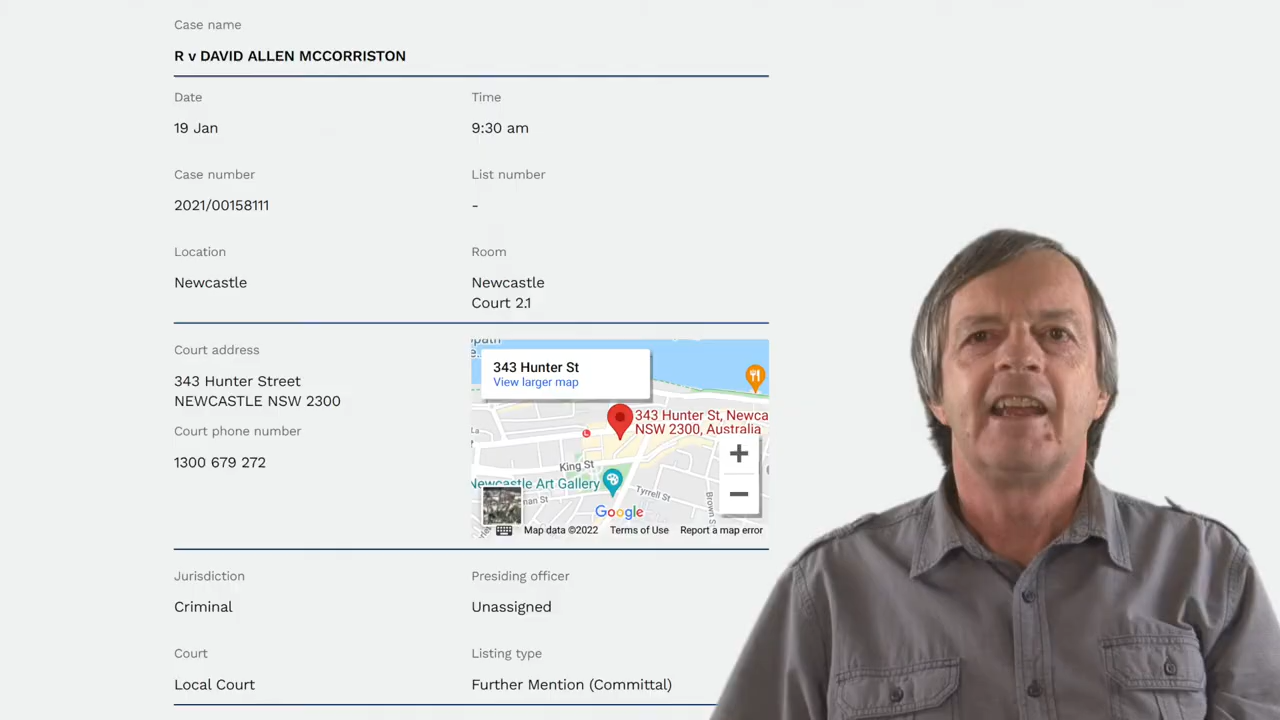 Case name
R v DAVID ALLEN MCCORRISTON
Date
Time
19 Jan
9:30 am
Case number
List number
2021/00158111
-
Location
Room
Newcastle
Newcastle
Court 2.1
Court address
343 Hunter Street
NEWCASTLE NSW 2300
Court phone number
1300 679 272
343 Hunter St
View larger map
343 Hunter St, Newca
NSW 2300, Australia
King St
Newcastle Art Gallery
Tyrrell St
Brown S
Google
Map data ©2022
Terms of Use
Report a map error
Jurisdiction
Presiding officer
Criminal
Unassigned
Court
Listing type
Local Court
Further Mention (Committal)